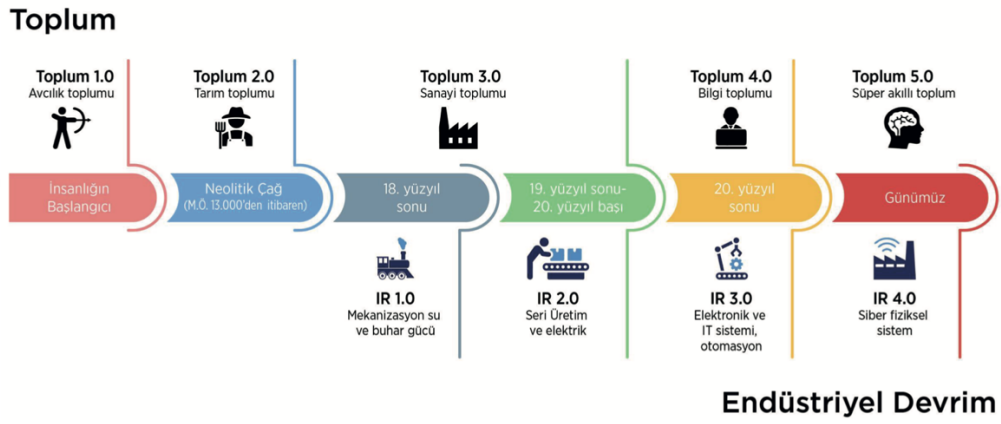 Toplum
Toplum 1.0
Avcılık toplumu
Toplum 2.0
Tarım toplumu
Toplum 3.0
Sanayi toplumu
Toplum 4.0
Bilgi toplumu
Toplum 5.0
Süper akıllı toplum
İnsanlığın
Başlangıcı
Neolitik Çağ
(M.Ö. 13.000'den itibaren)
18. yüzyıl
sonu
19. yüzyıl sonu-
20. yüzyıl başı
20. yüzyıl
sonu
Günümüz
IR 1.0
Mekanizasyon su
ve buhar gücü
IR 2.0
Seri Üretim
ve elektrik
IR 3.0
Elektronik ve
IT sistemi,
otomasyon
IR 4.0
Siber fiziksel
sistem
Endüstriyel Devrim